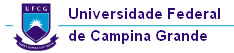 UFCG
Universidade Federal
de Campina Grande